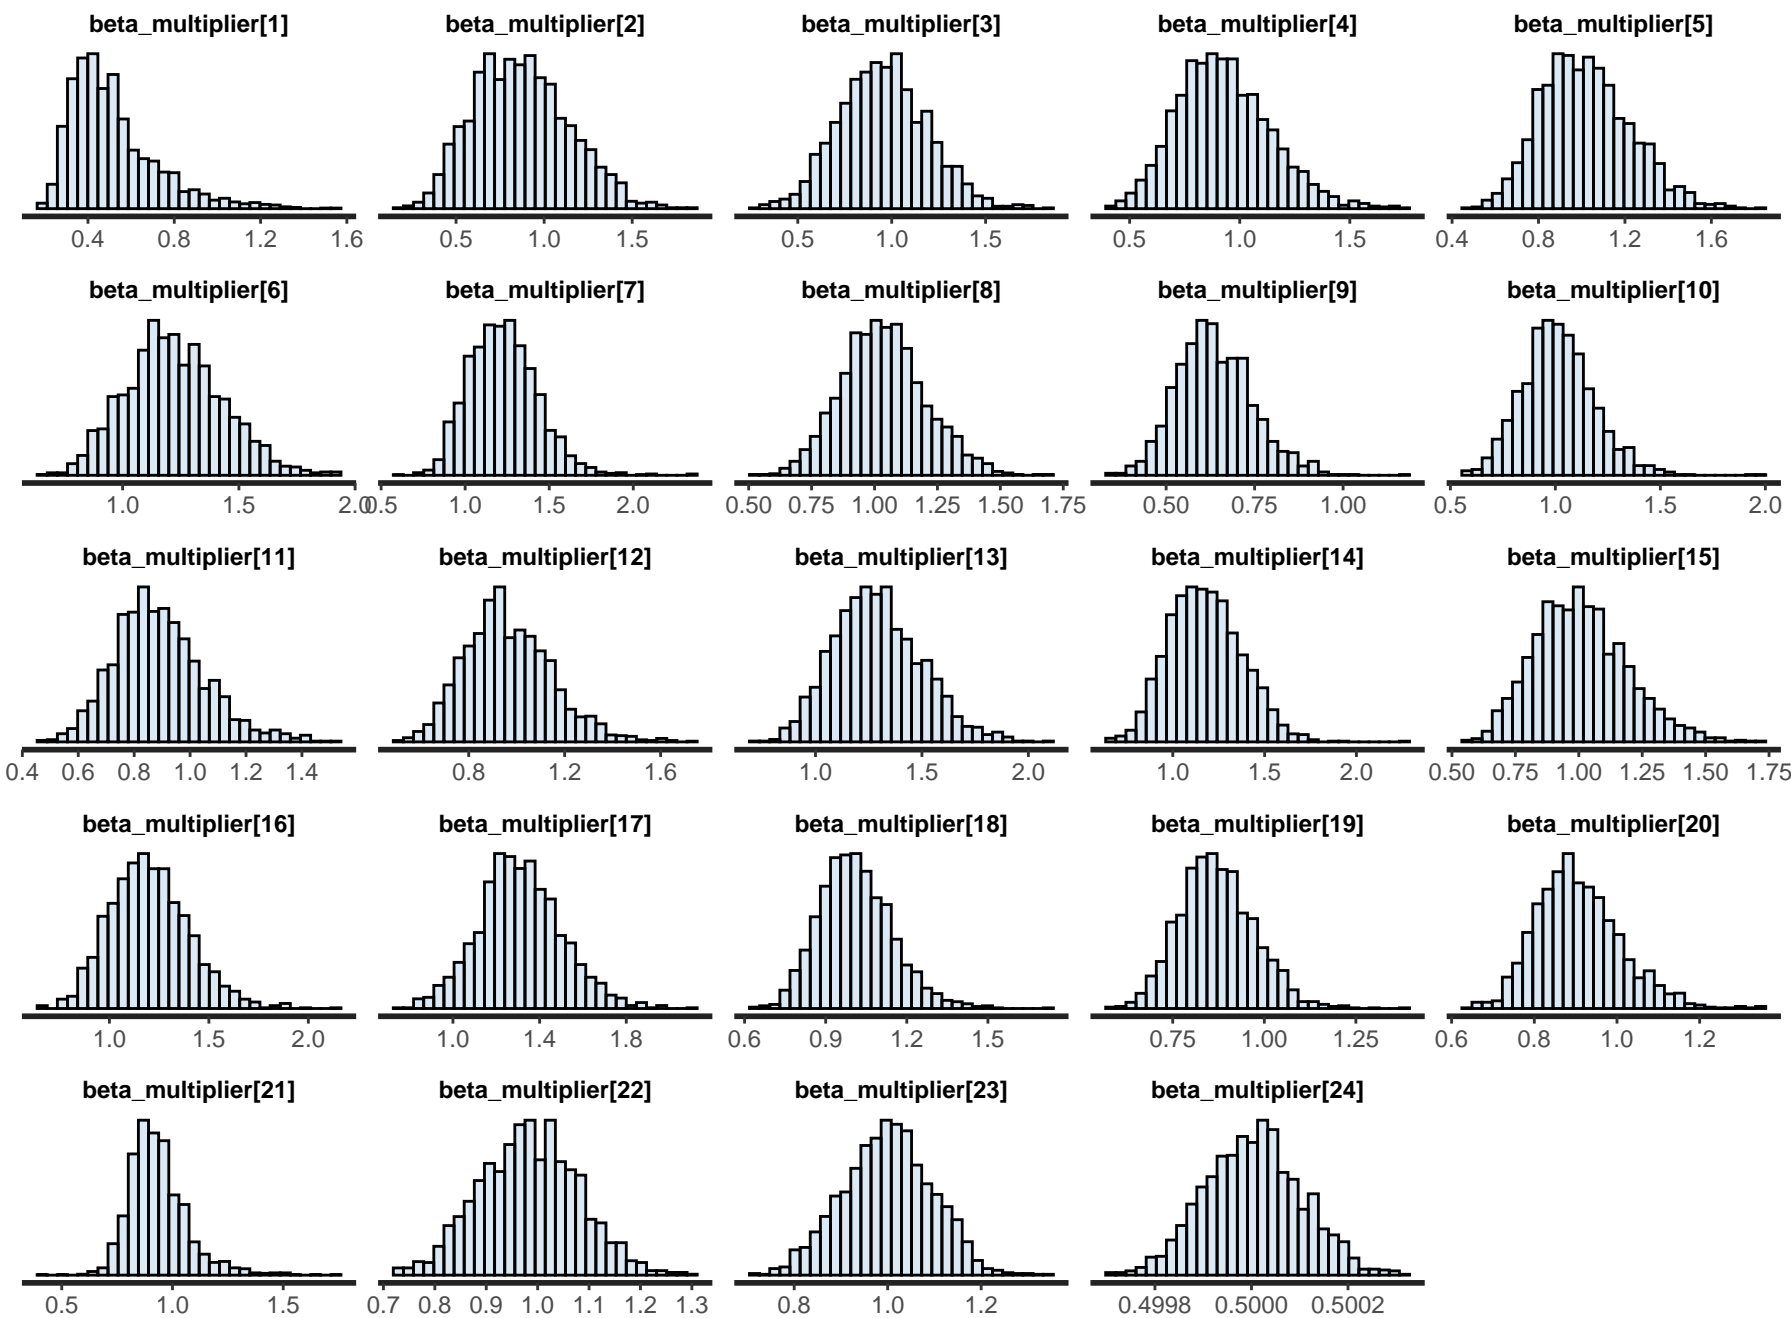 beta_multiplier[1] beta_multiplier[2] beta_multiplier[3] beta_multiplier[4] beta_multiplier[5]
0.4 0.8 1.2 1.6 0.5 1.0 1.5 0.5 1.0 1.5 0.5 1.0 1.5 0.4 0.8 1.2 1.6
beta_multiplier[6] beta_multiplier[7] beta_multiplier[8] beta_multiplier[9] beta_multiplier[10]
1.0 1.5 2.0 0.5 1.0 1.5 2.0 0.50 0.75 1.00 1.25 1.50 1.75 0.50 0.75 1.00 0.5 1.0 1.5 2.0
beta_multiplier[11] beta_multiplier[12] beta_multiplier[13] beta_multiplier[14] beta_multiplier[15]
0.4 0.6 0.8 1.0 1.2 1.4 0.8 1.2 1.6 1.0 1.5 2.0 1.0 1.5 2.0 0.50 0.75 1.00 1.25 1.50 1.75
beta_multiplier[16] beta_multiplier[17] beta_multiplier[18] beta_multiplier[19] beta_multiplier[20]
1.0 1.5 2.0 1.0 1.4 1.8 0.6 0.9 1.2 1.5 0.75 1.00 1.25 0.6 0.8 1.0 1.2
beta_multiplier[21] beta_multiplier[22] beta_multiplier[23] beta_multiplier[24]
0.5 1.0 1.5 0.7 0.8 0.9 1.0 1.1 1.2 1.3 0.8 1.0 1.2 0.4998 0.5000 0.5002